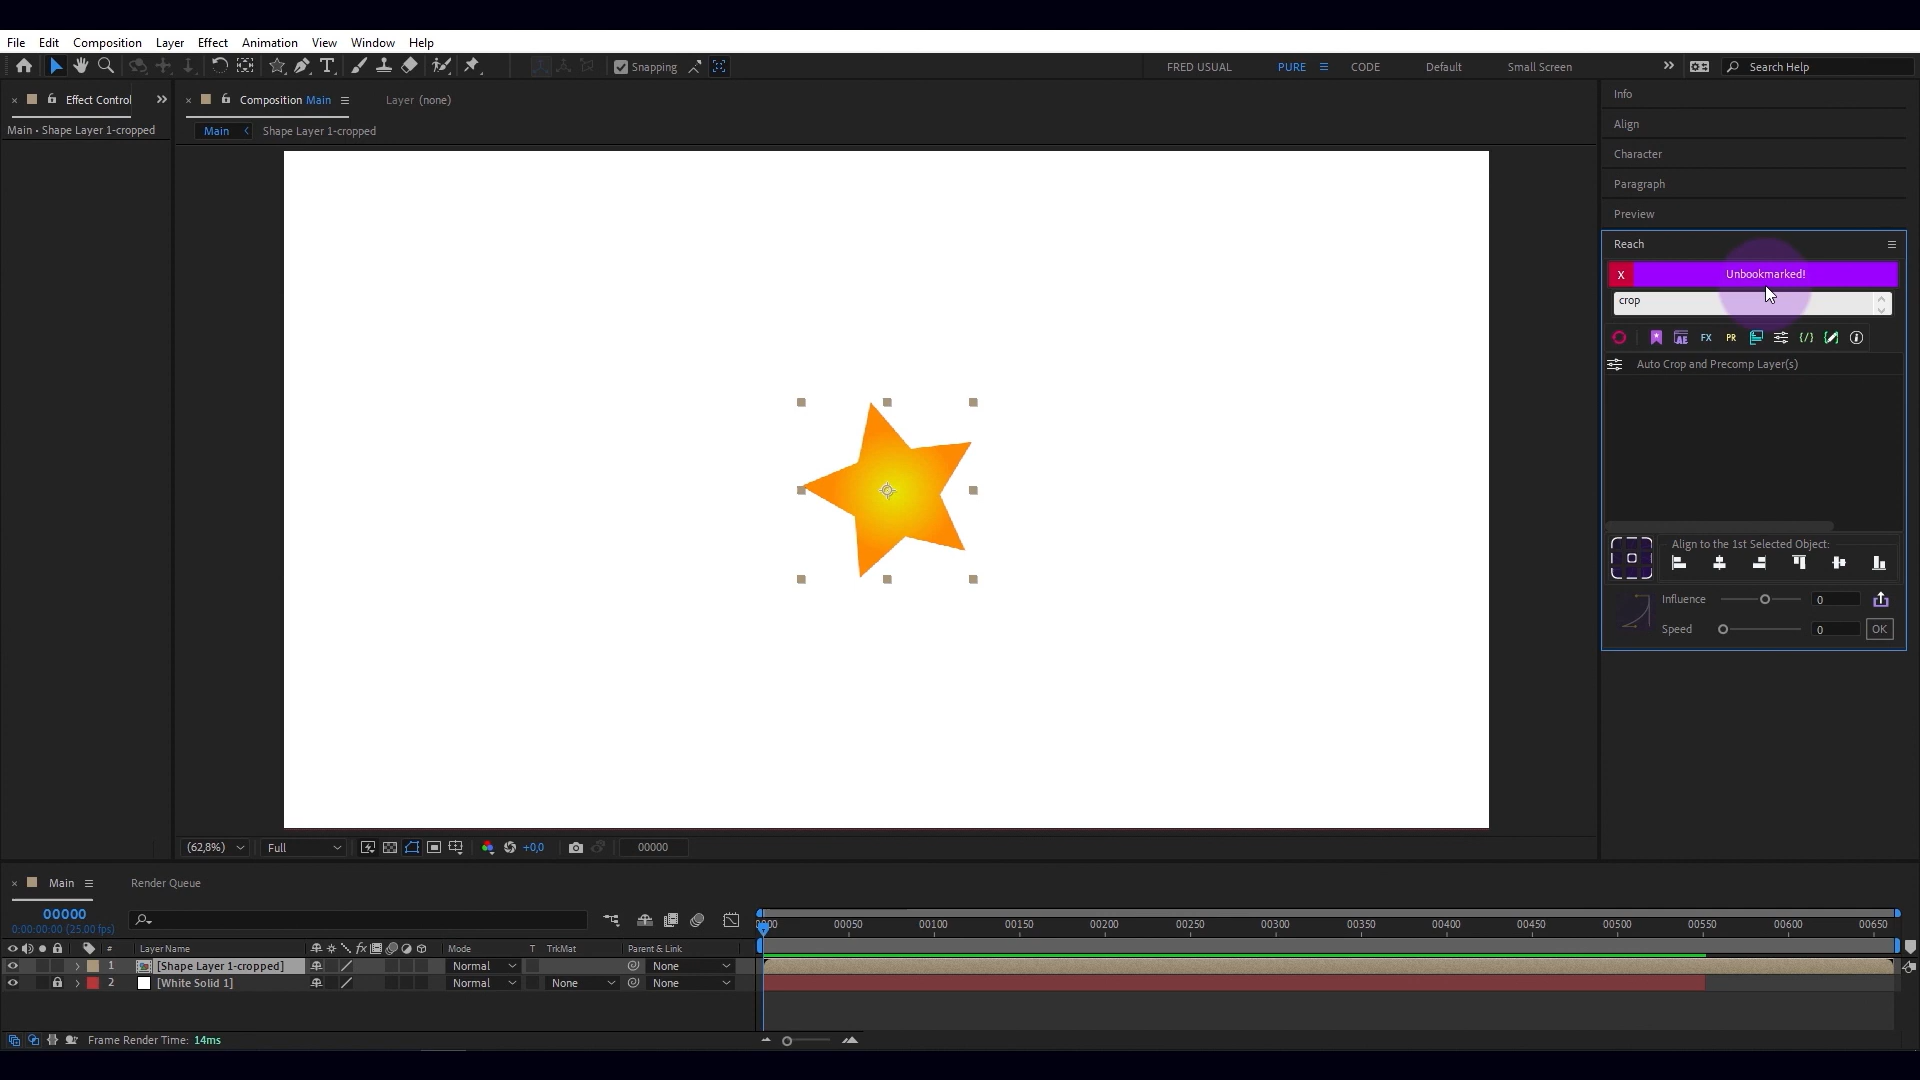 File Edit Composition Layer Effect Animation View Window Help
Snapping FRED USUAL PURE CODE Default Small Screen Search Help
Effect Control Composition Main Layer (none)
Main • Shape Layer 1-cropped
Main Shape Layer 1-cropped
Info
Align
Character
Paragraph
Preview
Reach
X Unbookmarked!
crop
AE FX PR
Auto Crop and Precomp Layer(s)
Align to the 1st Selected Object:
Influence 0
Speed 0 OK
(62,8%) Full +0,0 00000
Main Render Queue
00000
0:00:00:00 (25.00 fps)
00050 00100 00150 00200 00250 00300 00350 00400 00450 00500 00550 00600 00650
# Layer Name Mode T TrkMat Parent & Link
1 [Shape Layer 1-cropped] Normal None
2 [White Solid 1] Normal None None
Frame Render Time: 14ms